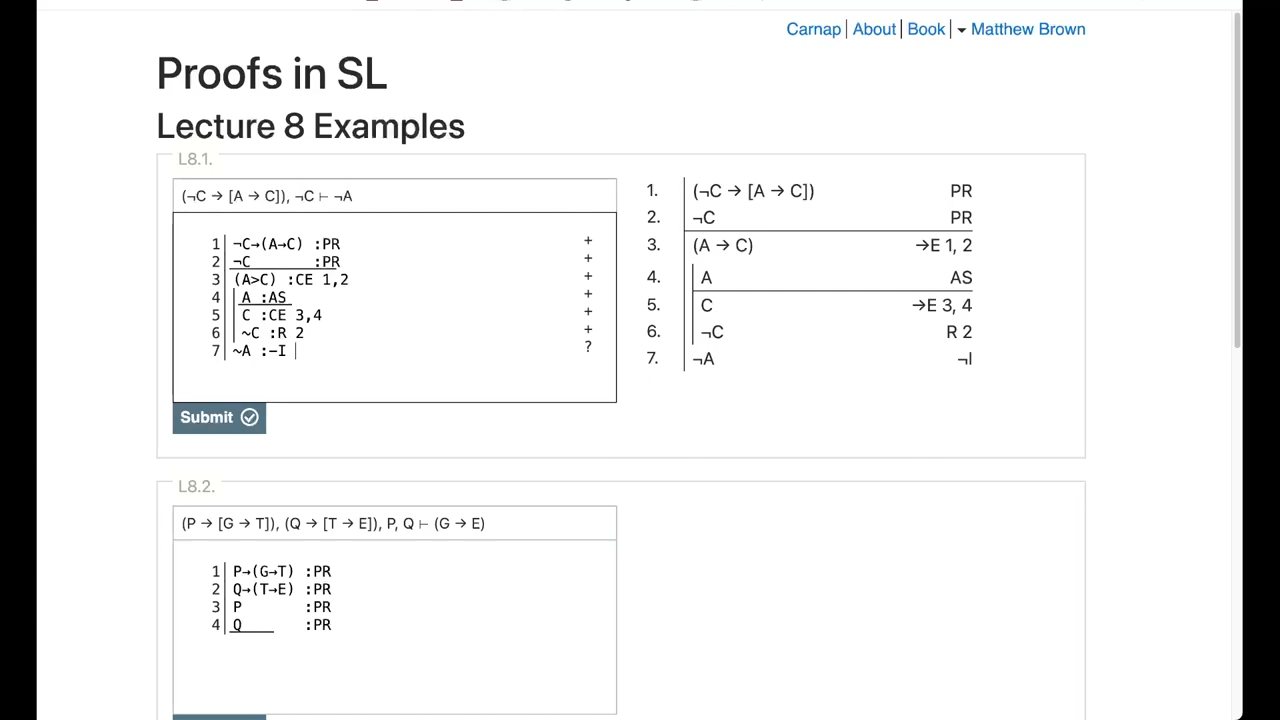 Carnap | About | Book | Matthew Brown
Proofs in SL
Lecture 8 Examples
L8.1.
(¬C → [A → C]), ¬C ⊢ ¬A
1 ¬C→(A→C) :PR +
2 ¬C :PR +
3 (A>C) :CE 1,2 +
4 A :AS +
5 C :CE 3,4 +
6 ~C :R 2 +
7 ~A :-I ?
Submit
1. (¬C → [A → C]) PR
2. ¬C PR
3. (A → C) →E 1, 2
4. A AS
5. C →E 3, 4
6. ¬C R 2
7. ¬A ¬I
L8.2.
(P → [G → T]), (Q → [T → E]), P, Q ⊢ (G → E)
1 P→(G→T) :PR
2 Q→(T→E) :PR
3 P :PR
4 Q :PR